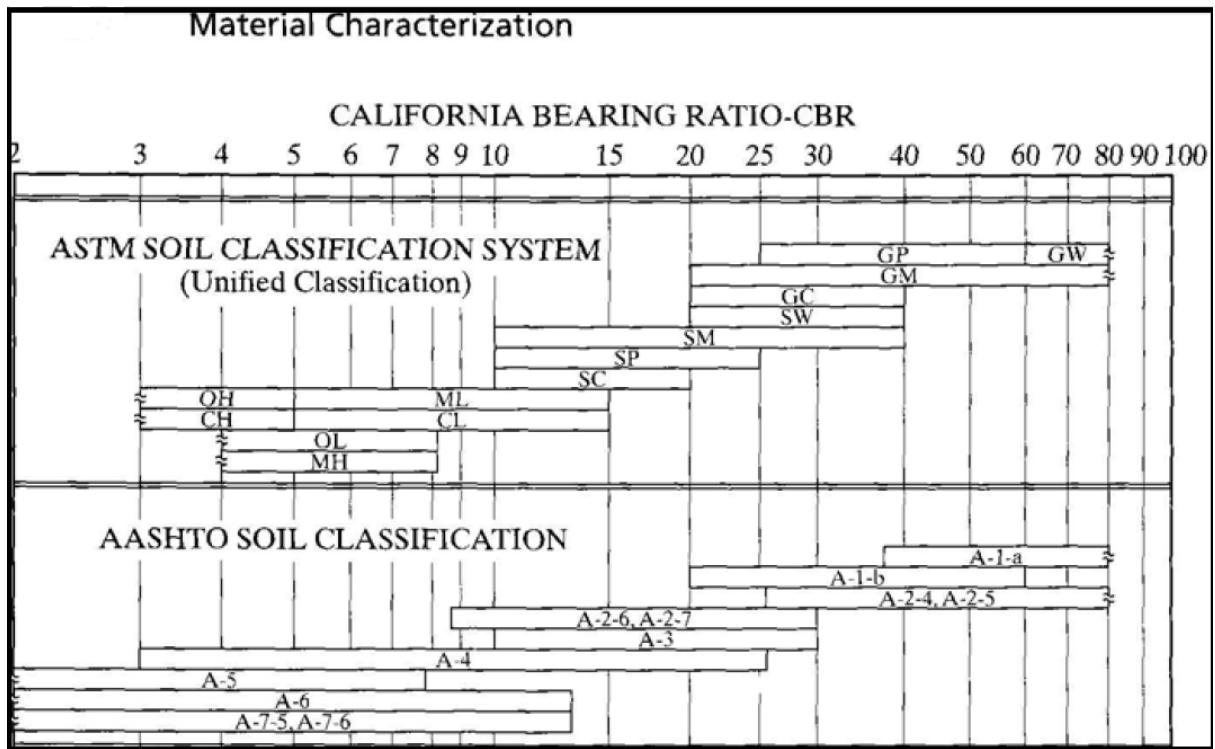 Material Characterization
CALIFORNIA BEARING RATIO-CBR
2 3 4 5 6 7 8 9 10 15 20 25 30 40 50 60 70 80 90 100
ASTM SOIL CLASSIFICATION SYSTEM
(Unified Classification)
GP GW
GM
GC
SW
SM
SP
SC
OH ML
CH CL
OL
MH
AASHTO SOIL CLASSIFICATION
A-1-a
A-1-b
A-2-4, A-2-5
A-2-6, A-2-7
A-3
A-4
A-5
A-6
A-7-5, A-7-6